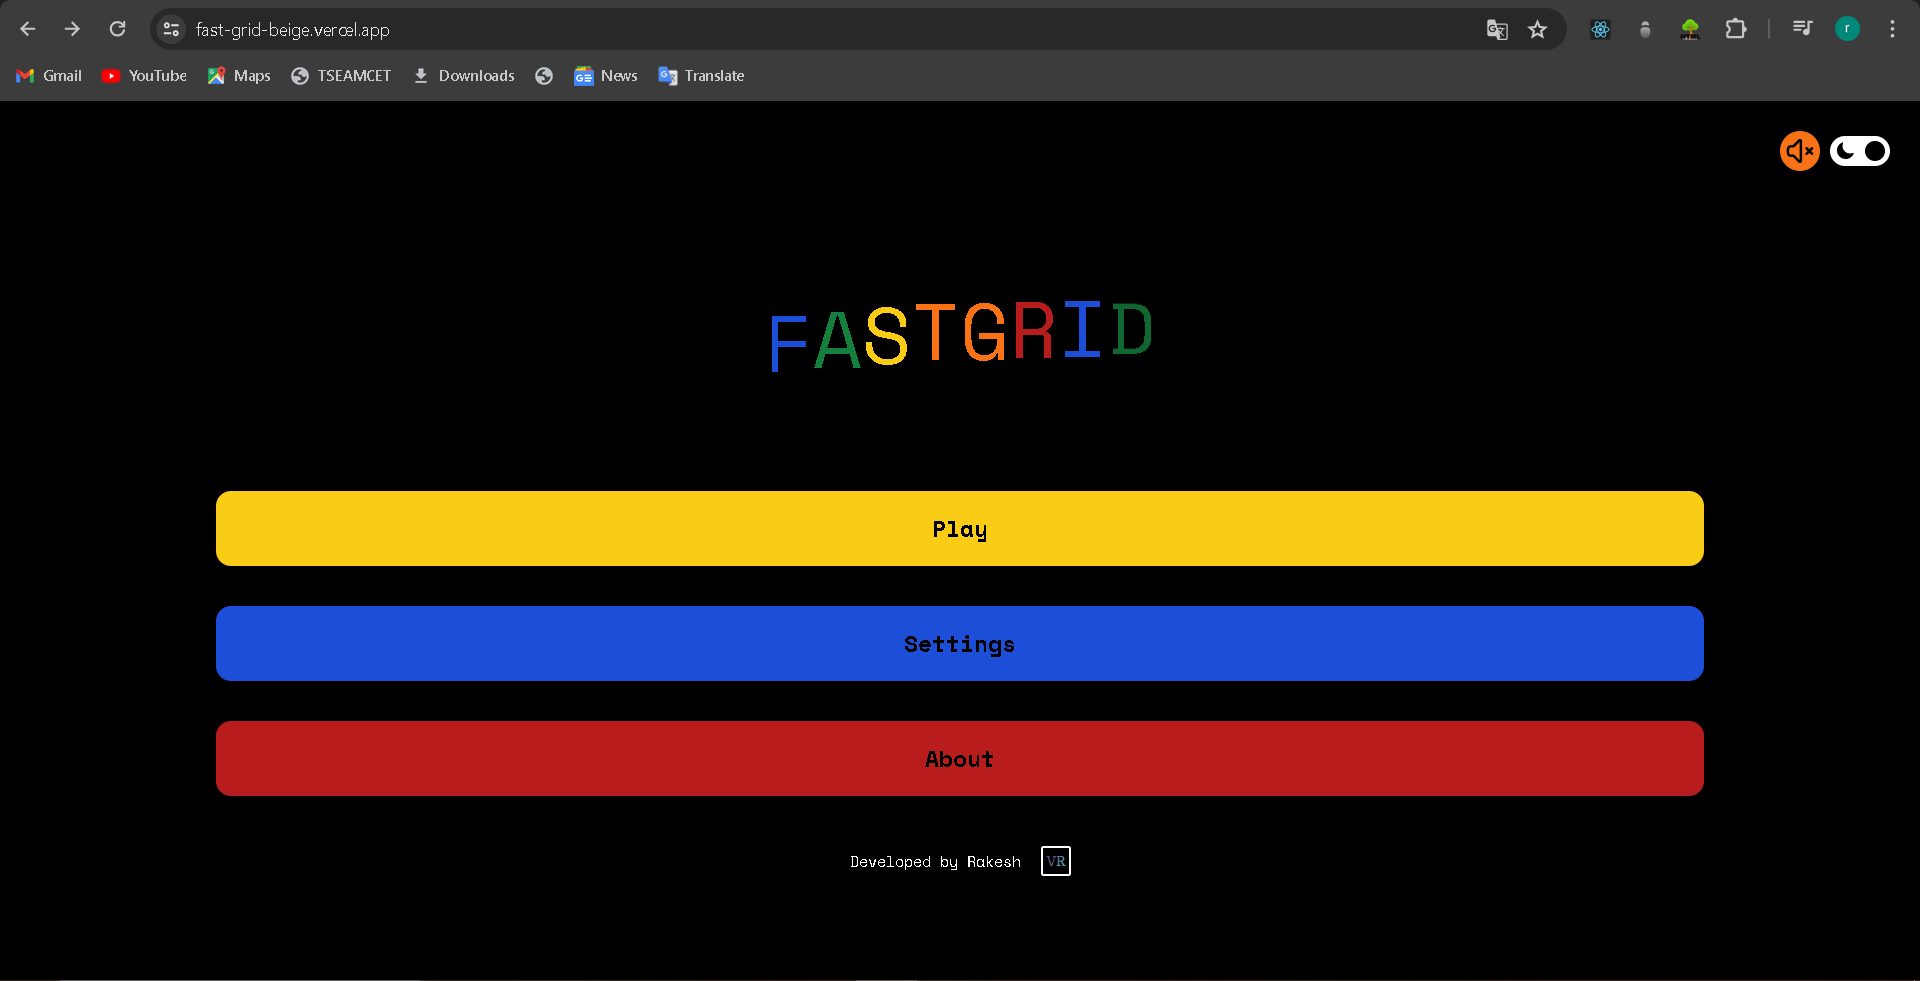 fast-grid-beige.vercel.app
r
Gmail YouTube Maps TSEAMCET Downloads News Translate
FASTGRID
Play
Settings
About
Developed by Rakesh VR